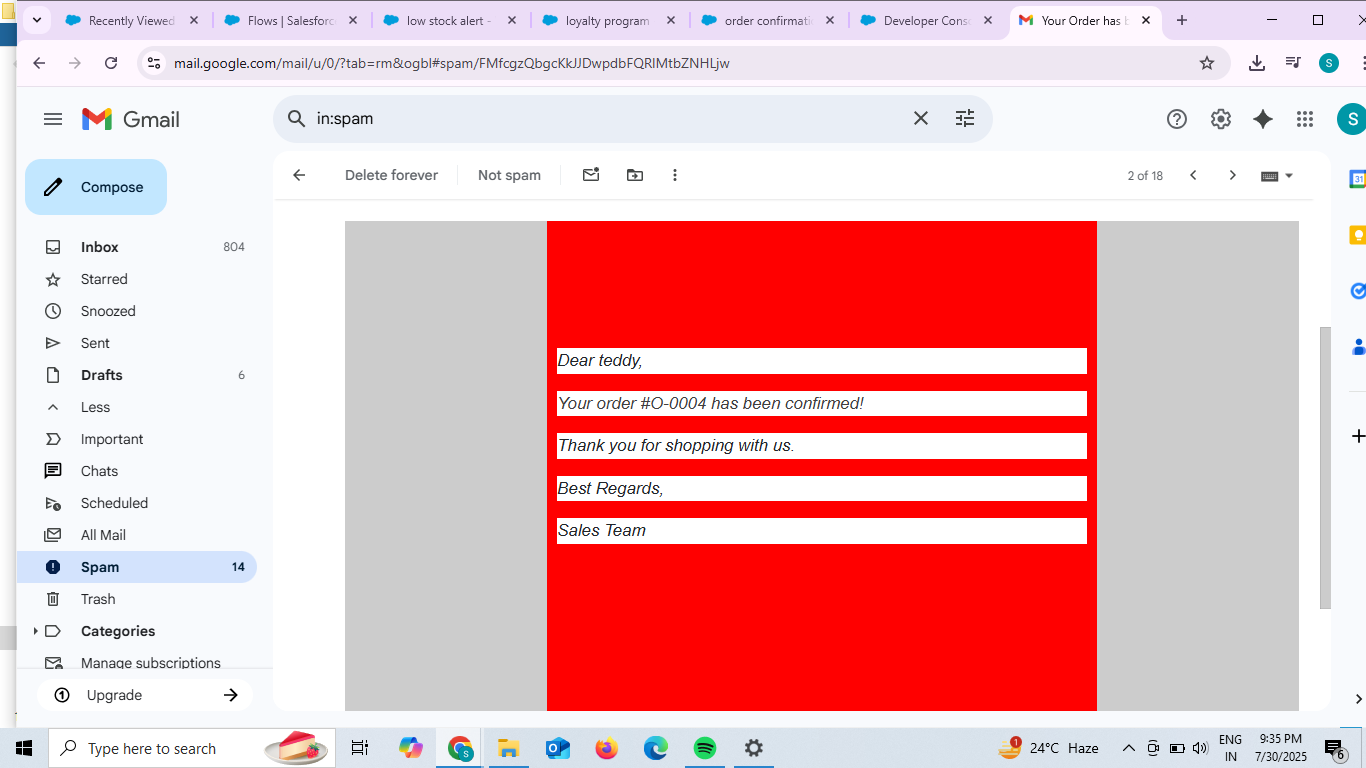 Recently Viewed
Flows | Salesforc
low stock alert -
loyalty program
order confirmati
Developer Cons
Your Order has b
mail.google.com/mail/u/0/?tab=rm&ogbl#spam/FMfcgzQbgcKkJJDwpdbFQRlMtbZNHLjw
S
Gmail
in:spam
S
Compose
Delete forever
Not spam
2 of 18
31
Inbox 804
Starred
Snoozed
Sent
Drafts 6
Less
Important
Chats
Scheduled
All Mail
Spam 14
Trash
Categories
Manage subscriptions
Upgrade
Dear teddy,
Your order #O-0004 has been confirmed!
Thank you for shopping with us.
Best Regards,
Sales Team
Type here to search
1
24°C Haze
ENG
IN
9:35 PM
7/30/2025
6